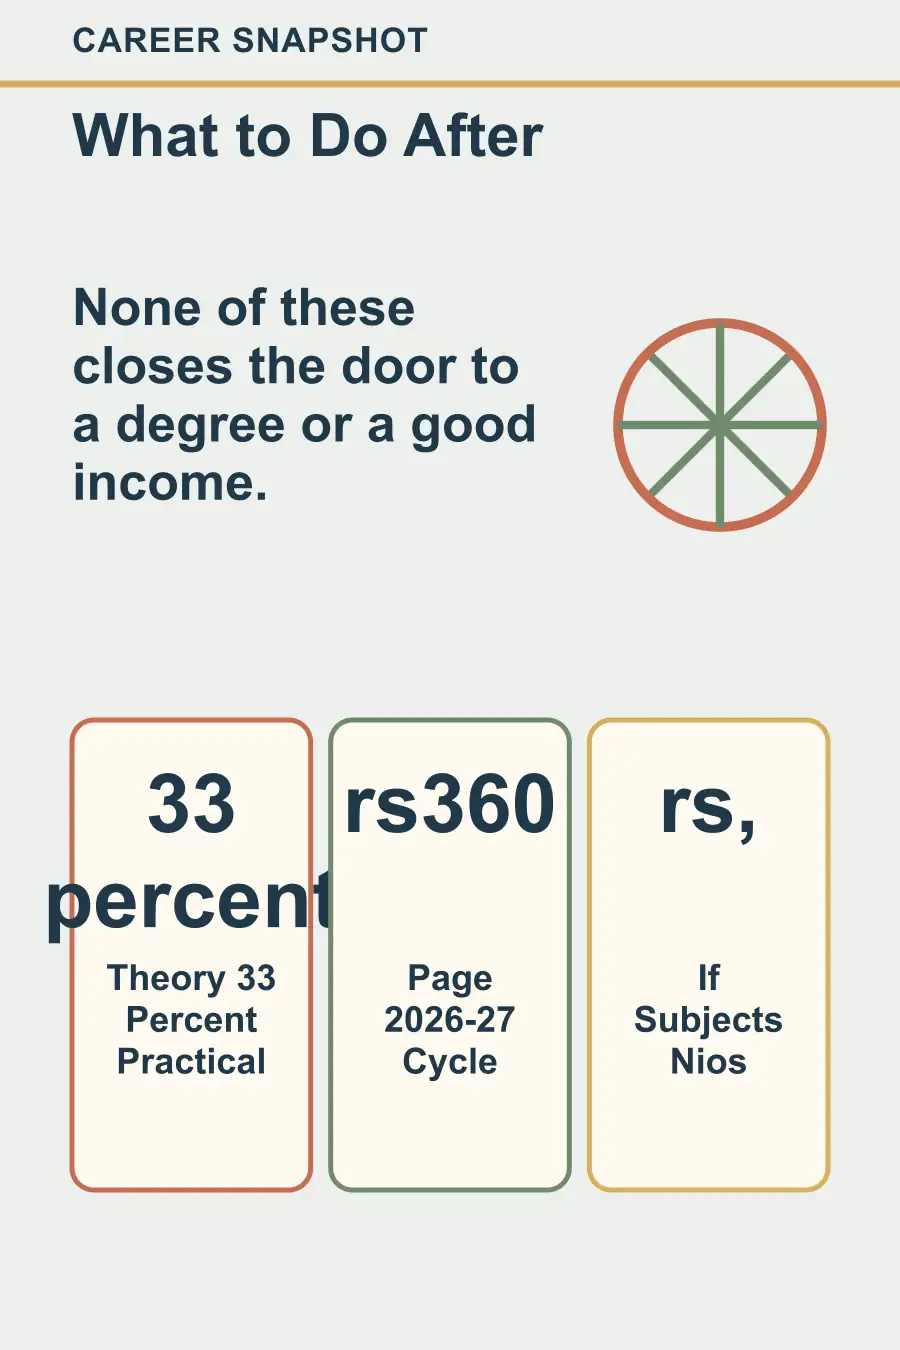 CAREER SNAPSHOT
What to Do After
None of these
closes the door to
a degree or a good
income.
33
percent
Theory 33
Percent
Practical
rs360
Page
2026-27
Cycle
rs,
If
Subjects
Nios